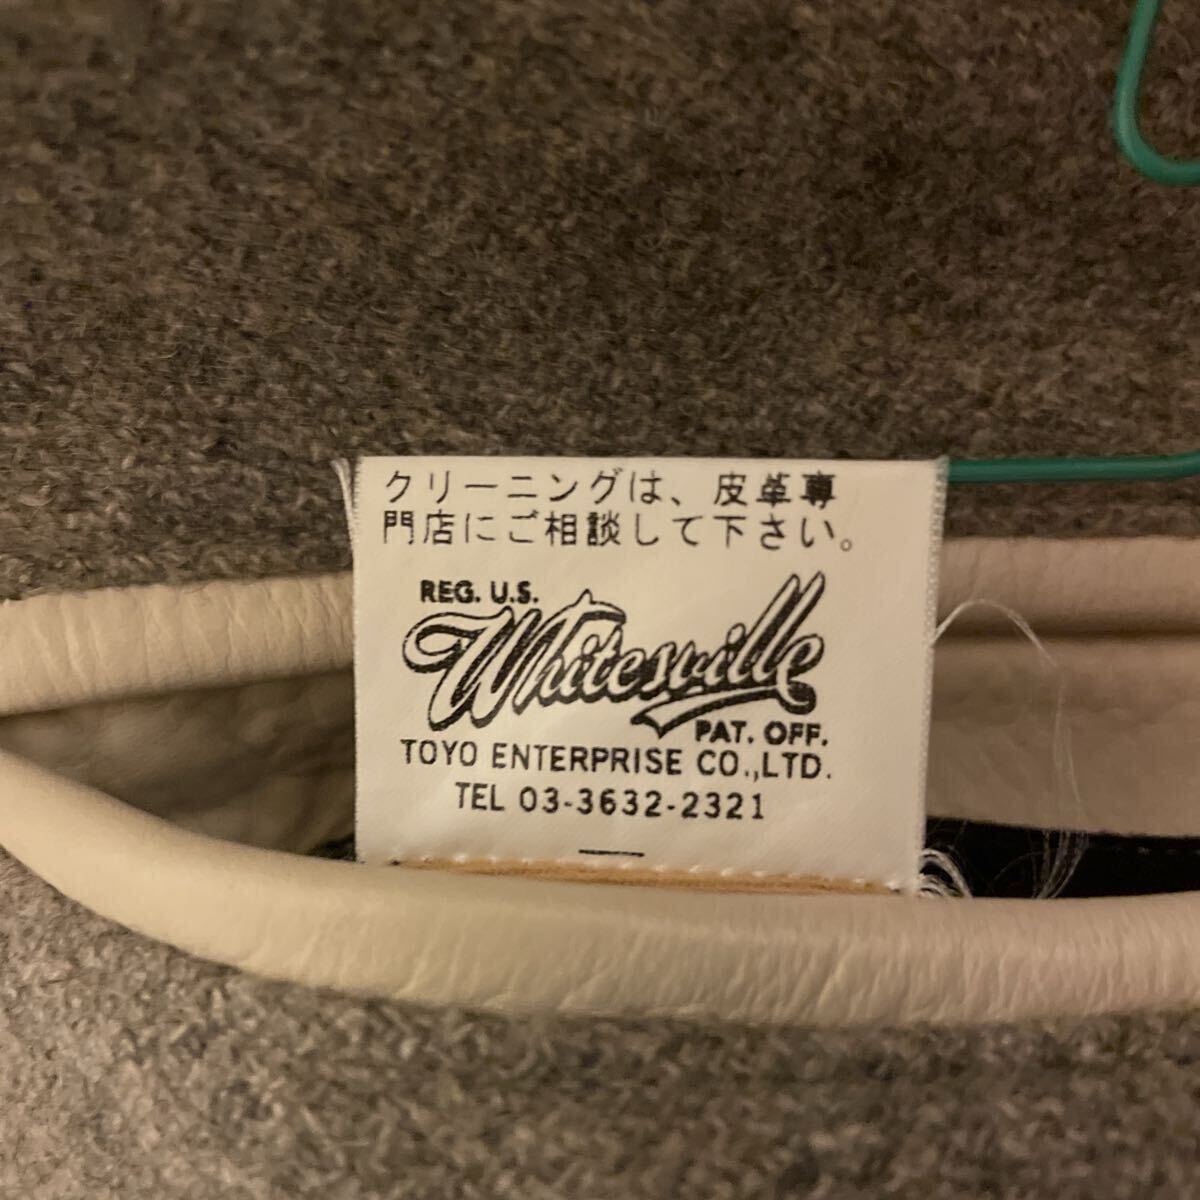 クリーニングは、皮革専
門店にご相談して下さい。
REG. U.S.
Whitesville
PAT. OFF.
TOYO ENTERPRISE CO.,LTD.
TEL 03-3632-2321